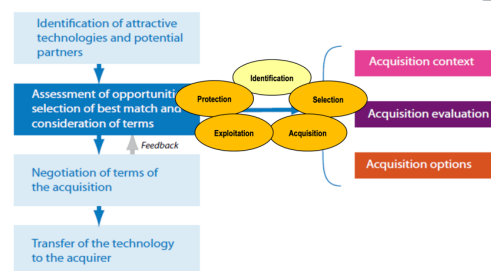 Identification of attractive
technologies and potential
partners
Assessment of opportuniti
selection of best match and
consideration of terms
Feedback
Negotiation of terms of
the acquisition
Transfer of the technology
to the acquirer
Identification
Protection
Selection
Exploitation
Acquisition
Acquisition context
Acquisition evaluation
Acquisition options